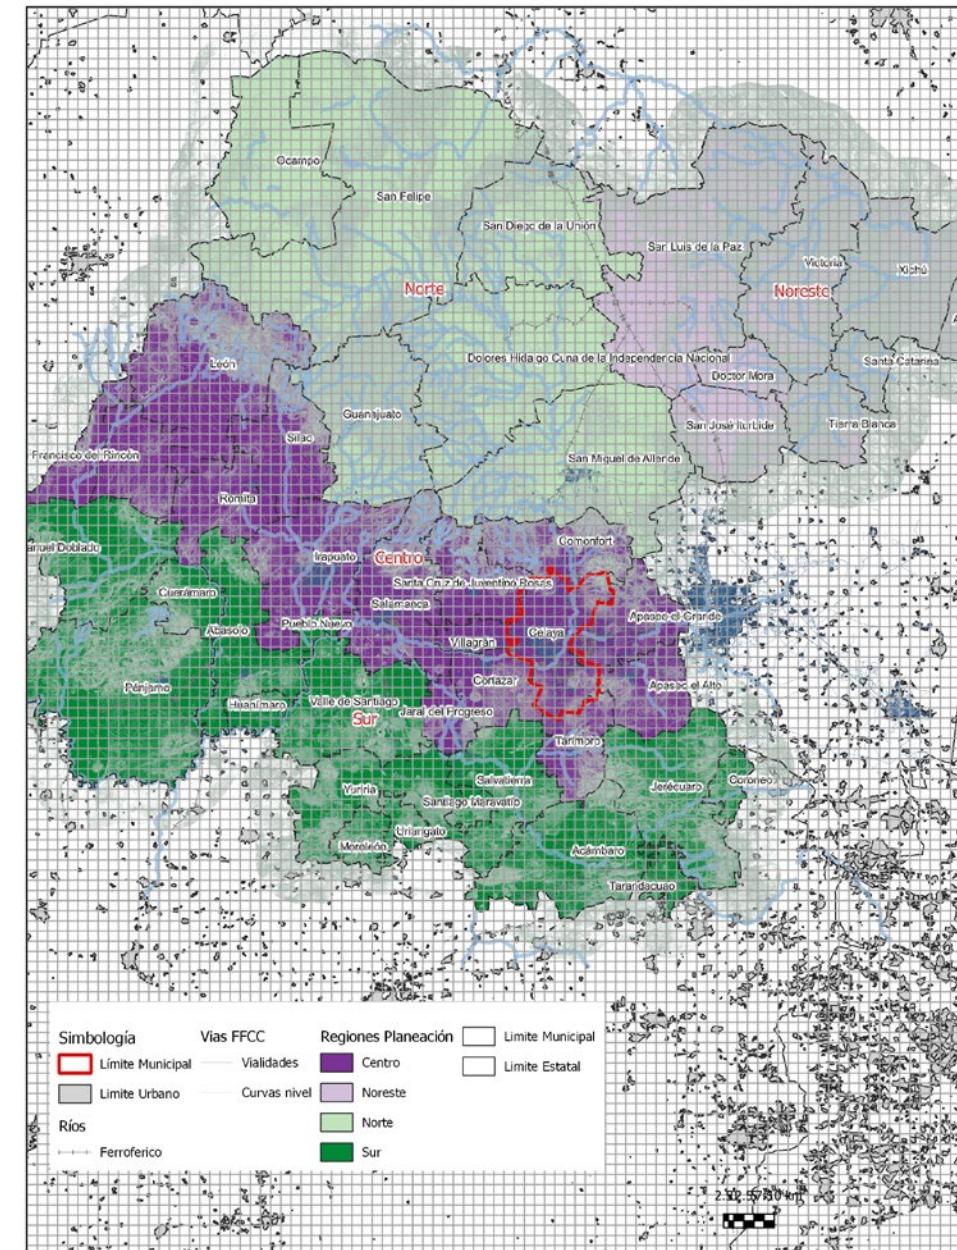 Ocampo
San Felipe
San Diego de la Unión
San Luis de la Paz
Victoria
Xichú
Norte
Noreste
A
León
Dolores Hidalgo Cuna de la Independencia Nacional
Santa Catarina
Doctor Mora
Guanajuato
San José Iturbide
Tierra Blanca
Silao
Francisco del Rincón
San Miguel de Allende
Romita
Comonfort
anuel Doblado
Irapuato
Centro
Santa Cruz de Juventino Rosas
Cuerámaro
Salamanca
Apaseo el Grande
Abasolo
Pueblo Nuevo
Celaya
Villagrán
Pénjamo
Cortazar
Apaseo el Alto
Huanímaro
Valle de Santiago
Jaral del Progreso
Sur
Tarimoro
Yuriria
Salvatierra
Jerécuaro
Coroneo
Santiago Maravatío
Uriangato
Moroleón
Acámbaro
Tarandacuao
Simbología
Límite Municipal
Limite Urbano
Ríos
Ferroferico
Vias FFCC
Vialidades
Curvas nivel
Regiones Planeación
Centro
Noreste
Norte
Sur
Limite Municipal
Limite Estatal